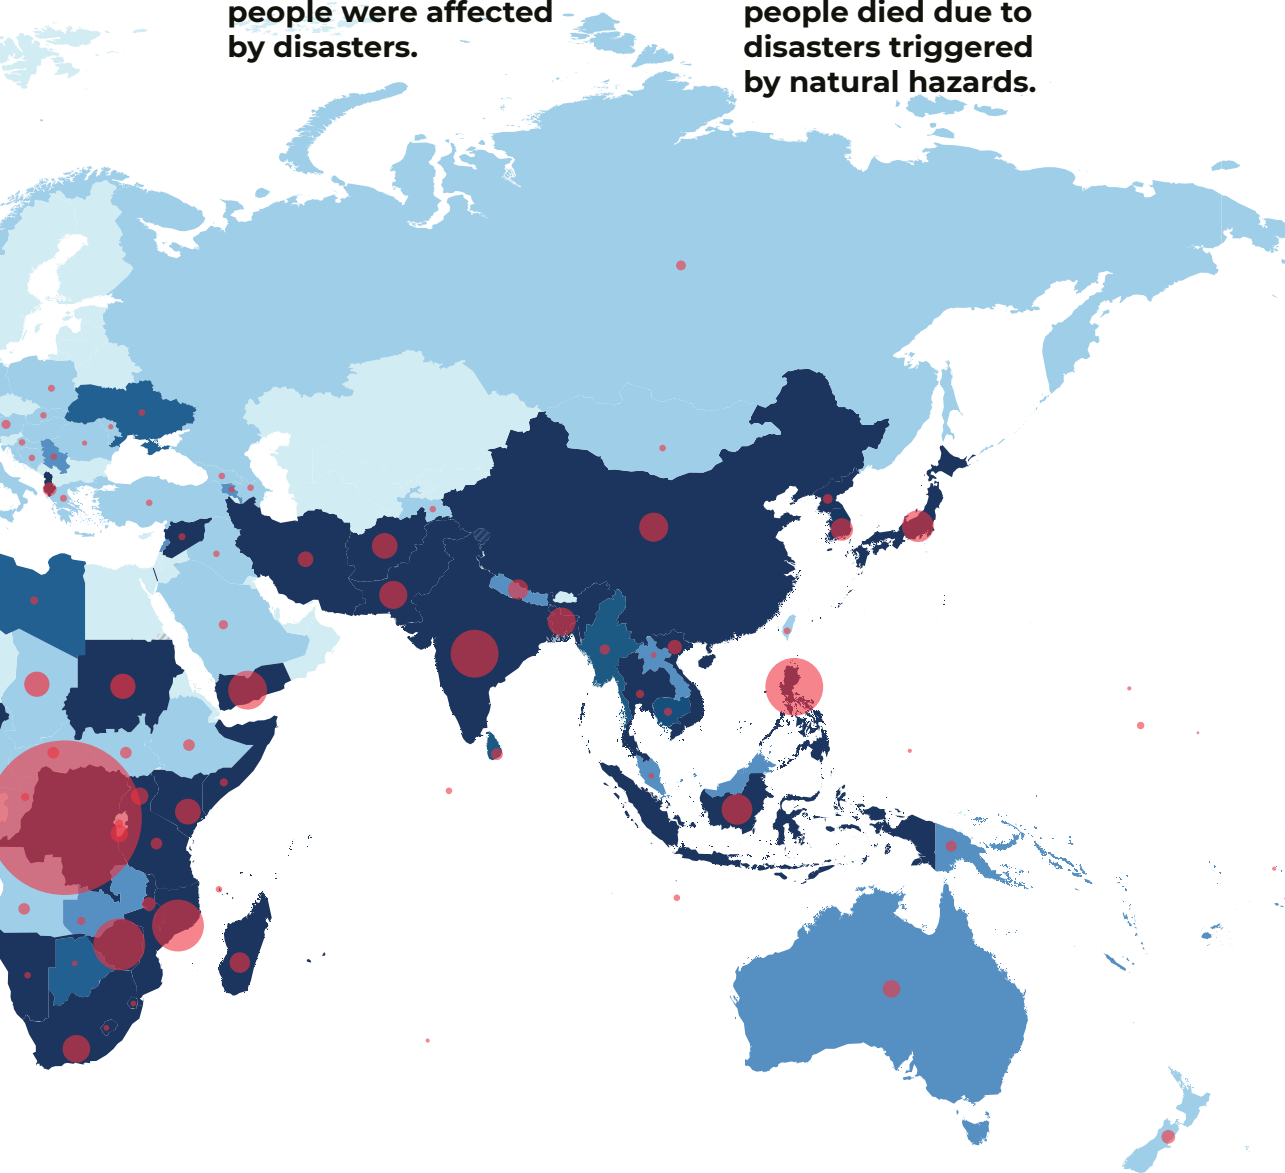 people were affected
by disasters.
people died due to
disasters triggered
by natural hazards.